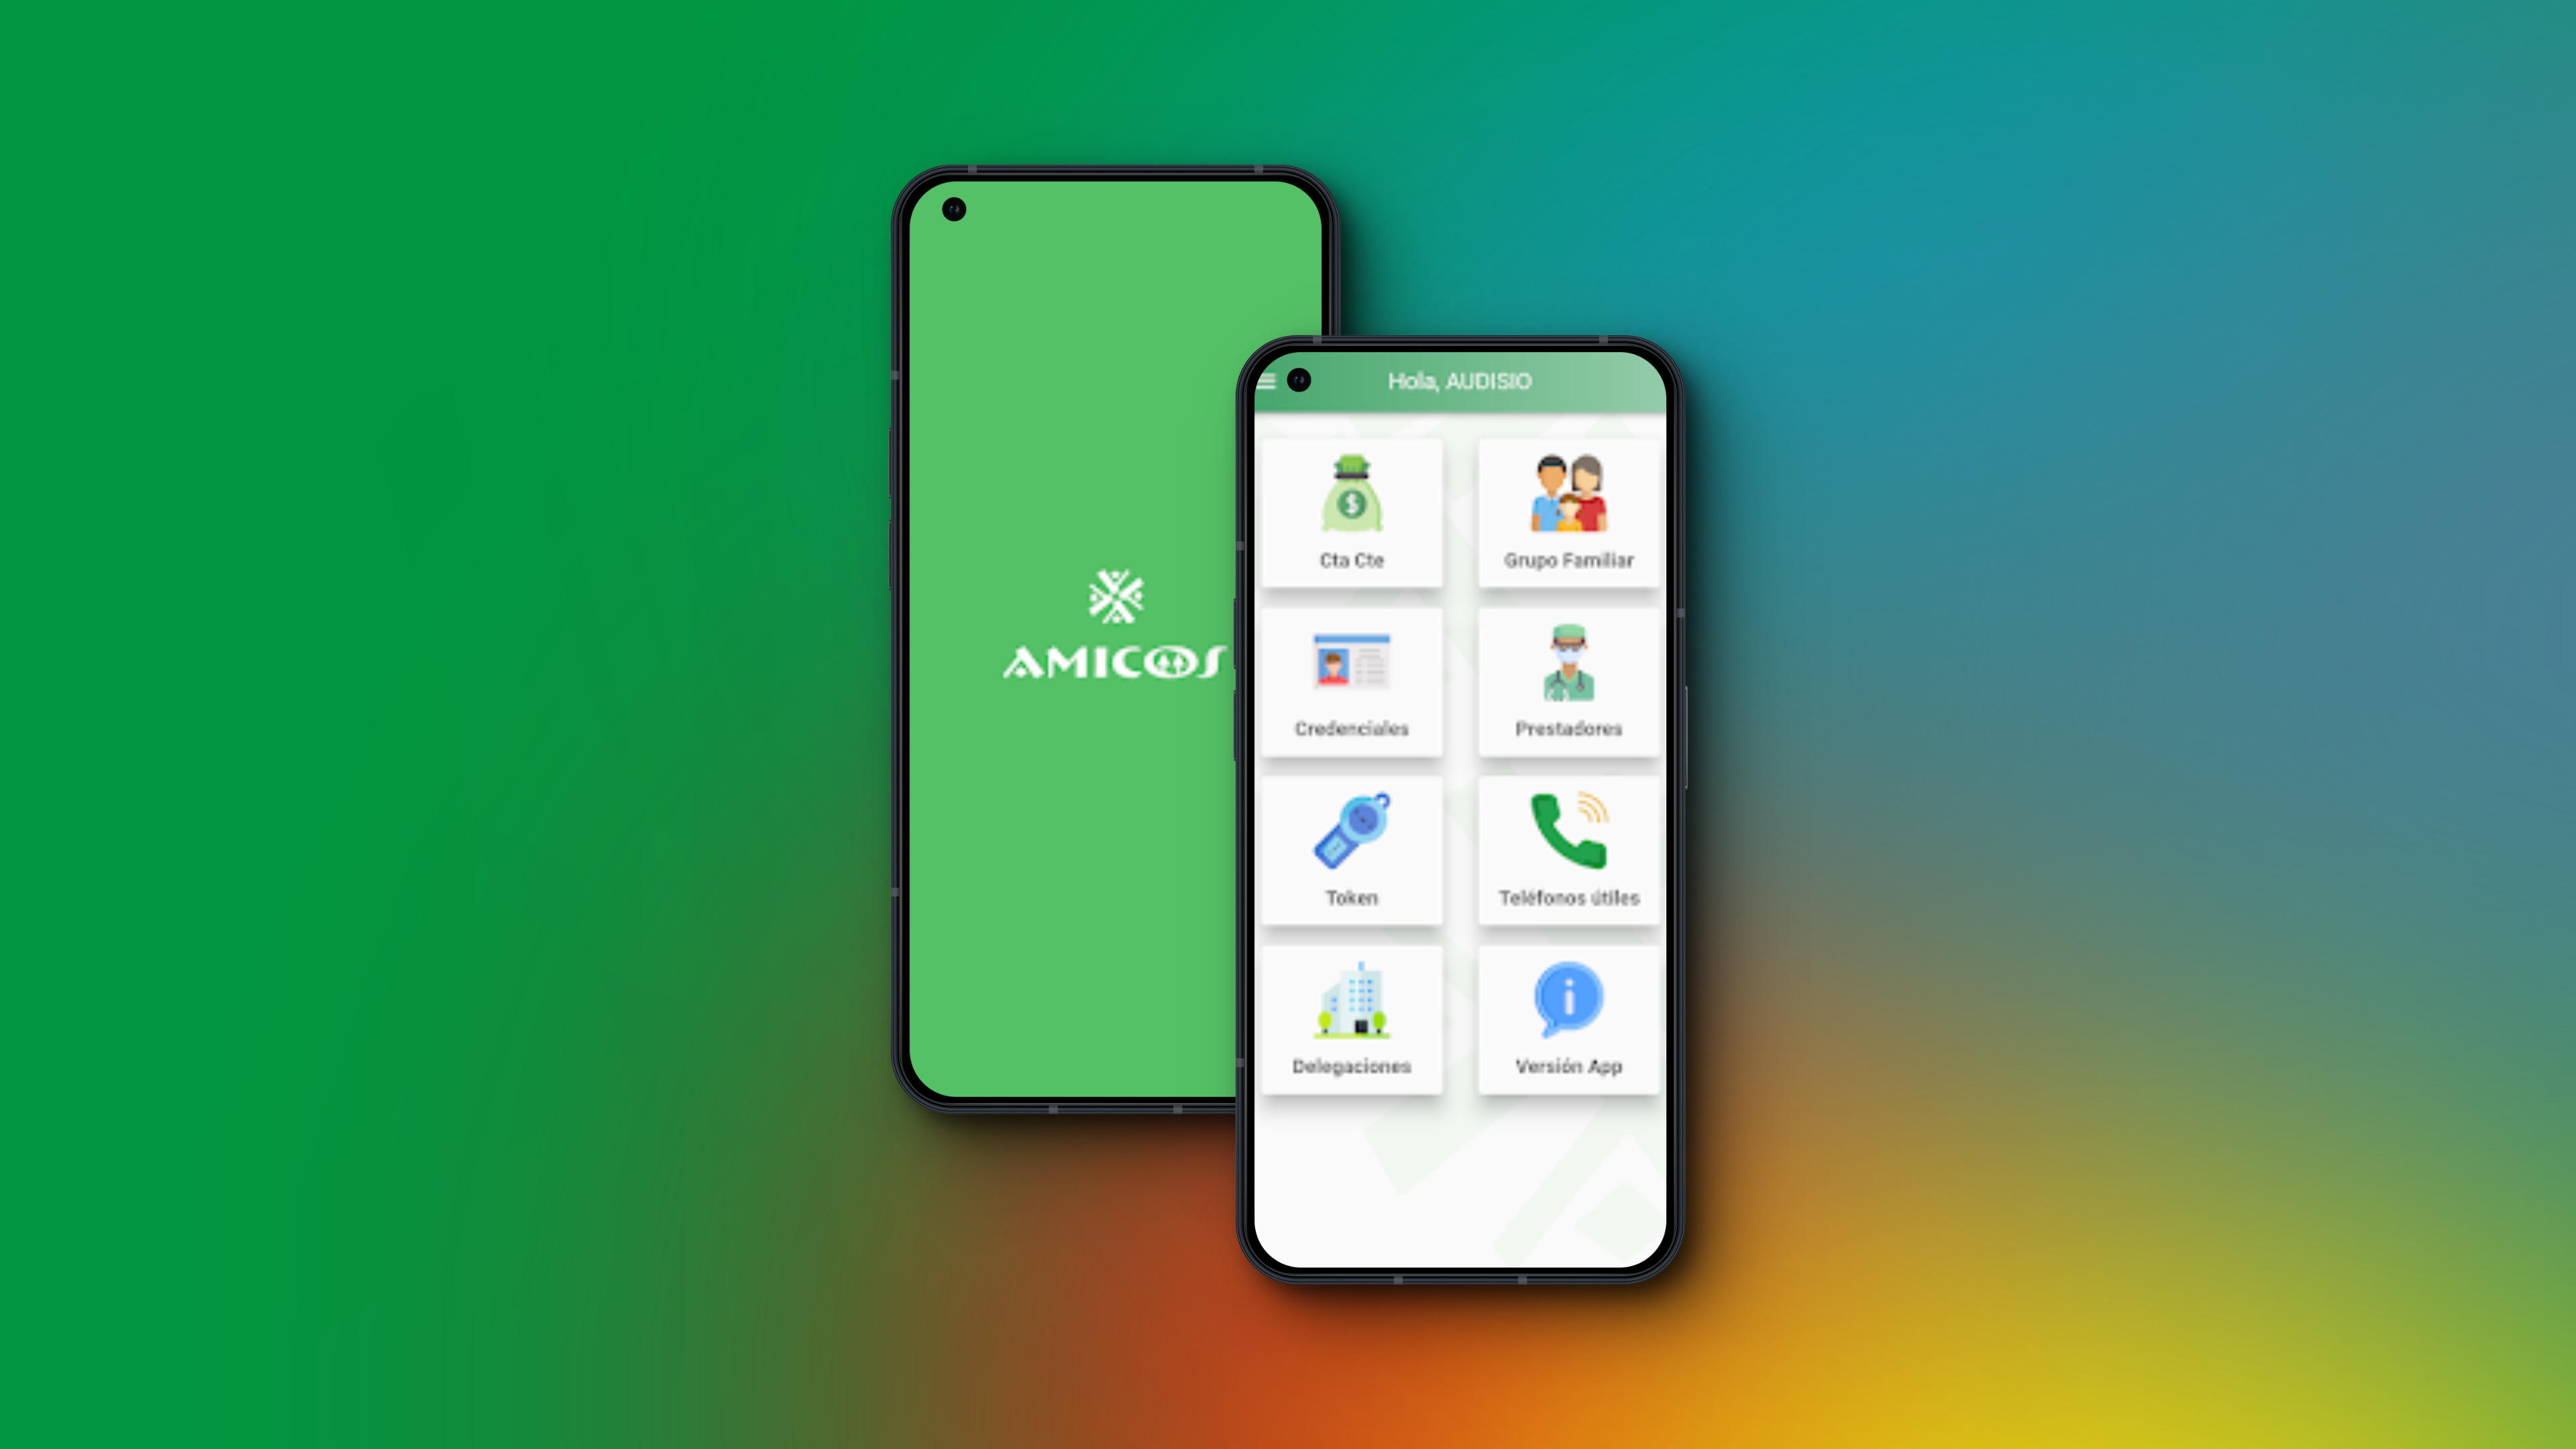 AMICOS
Hola, AUDISIO
Cta Cte
Grupo Familiar
Credenciales
Prestadores
Token
Teléfonos útiles
Delegaciones
Versión App